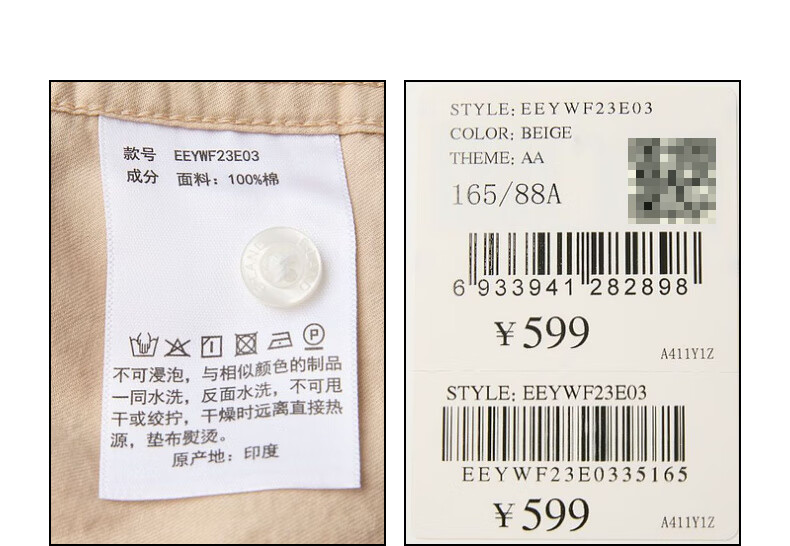 款号 EEYWF23E03
成分 面料：100%棉
不可浸泡，与相似颜色的制品
一同水洗，反面水洗，不可甩
干或绞拧，干燥时远离直接热
源，垫布熨烫。
原产地：印度
STYLE: EEYWF23E03
COLOR: BEIGE
THEME: AA
165/88A
6 933941 282898
¥599
A411Y1Z
STYLE: EEYWF23E03
EEYWF23E0335165
¥599
A411Y1Z